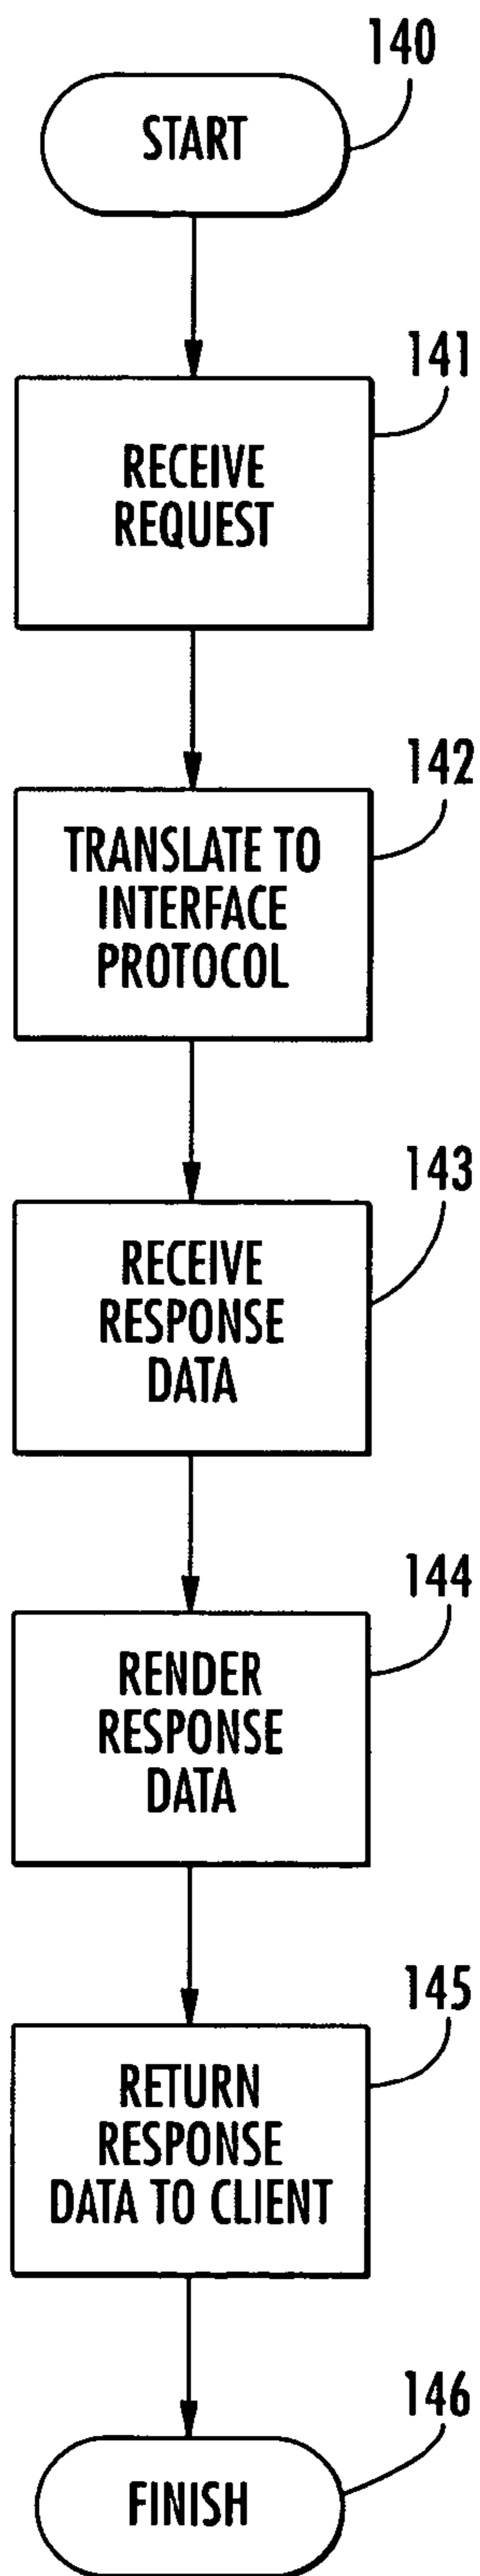 140
START
141
RECEIVE
REQUEST
142
TRANSLATE TO
INTERFACE
PROTOCOL
143
RECEIVE
RESPONSE
DATA
144
RENDER
RESPONSE
DATA
145
RETURN
RESPONSE
DATA TO CLIENT
146
FINISH